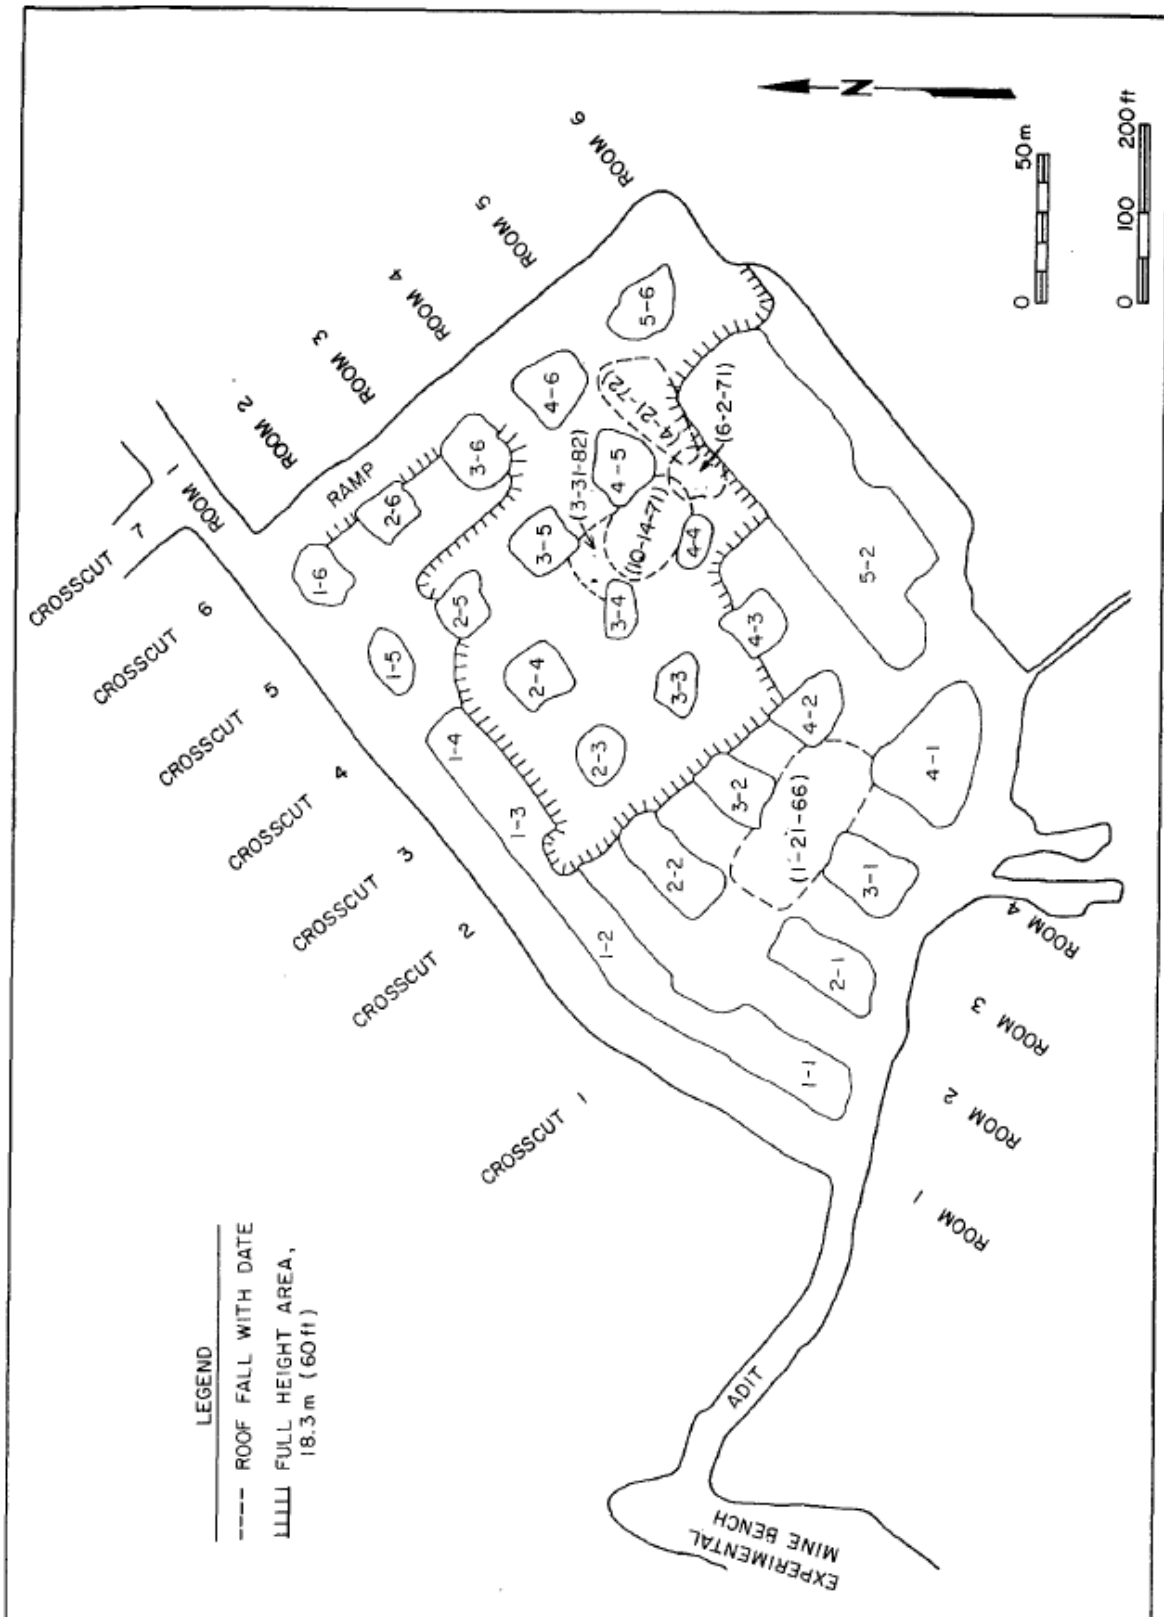 N
0
50 m
0
100
200 ft
CROSSCUT 7
CROSSCUT 6
CROSSCUT 5
CROSSCUT 4
CROSSCUT 3
CROSSCUT 2
CROSSCUT 1
ROOM 1
ROOM 2
ROOM 3
ROOM 4
ROOM 5
ROOM 6
RAMP
1-6
2-6
3-6
4-6
5-6
1-5
2-5
3-5
4-5
1-4
2-4
3-4
4-4
1-3
2-3
3-3
4-3
1-2
2-2
3-2
4-2
5-2
1-1
2-1
3-1
4-1
(4-21-72)
(6-2-71)
(3-31-82)
(10-14-71)
(1-21-66)
ROOM 4
ROOM 3
ROOM 2
ROOM 1
ADIT
EXPERIMENTAL
MINE BENCH
LEGEND
ROOF FALL WITH DATE
FULL HEIGHT AREA,
18.3 m (60 ft)